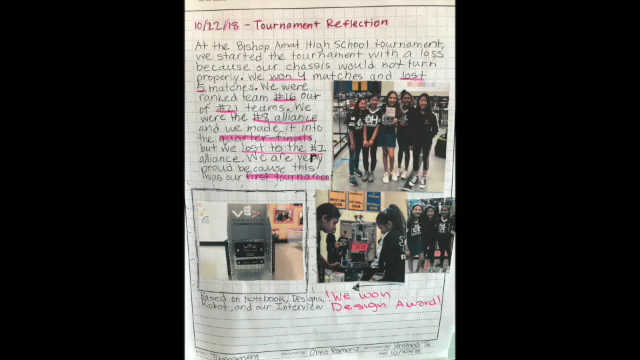 10/22/18 - Tournament Reflection
At the Bishop Amat High School tournament,
we started the tournament with a loss
because our chassis would not turn
properly. We won 4 matches and lost
5 matches. We were
ranked team #16 out
of #21 teams. We
were the #8 alliance
and we made it into
the quarter-finals
but we lost to the #1
alliance. We are very
proud because this
was our first tournament
VEX
Based on Notebook, Designs,
Robot, and our Interview
We won
Design Award!